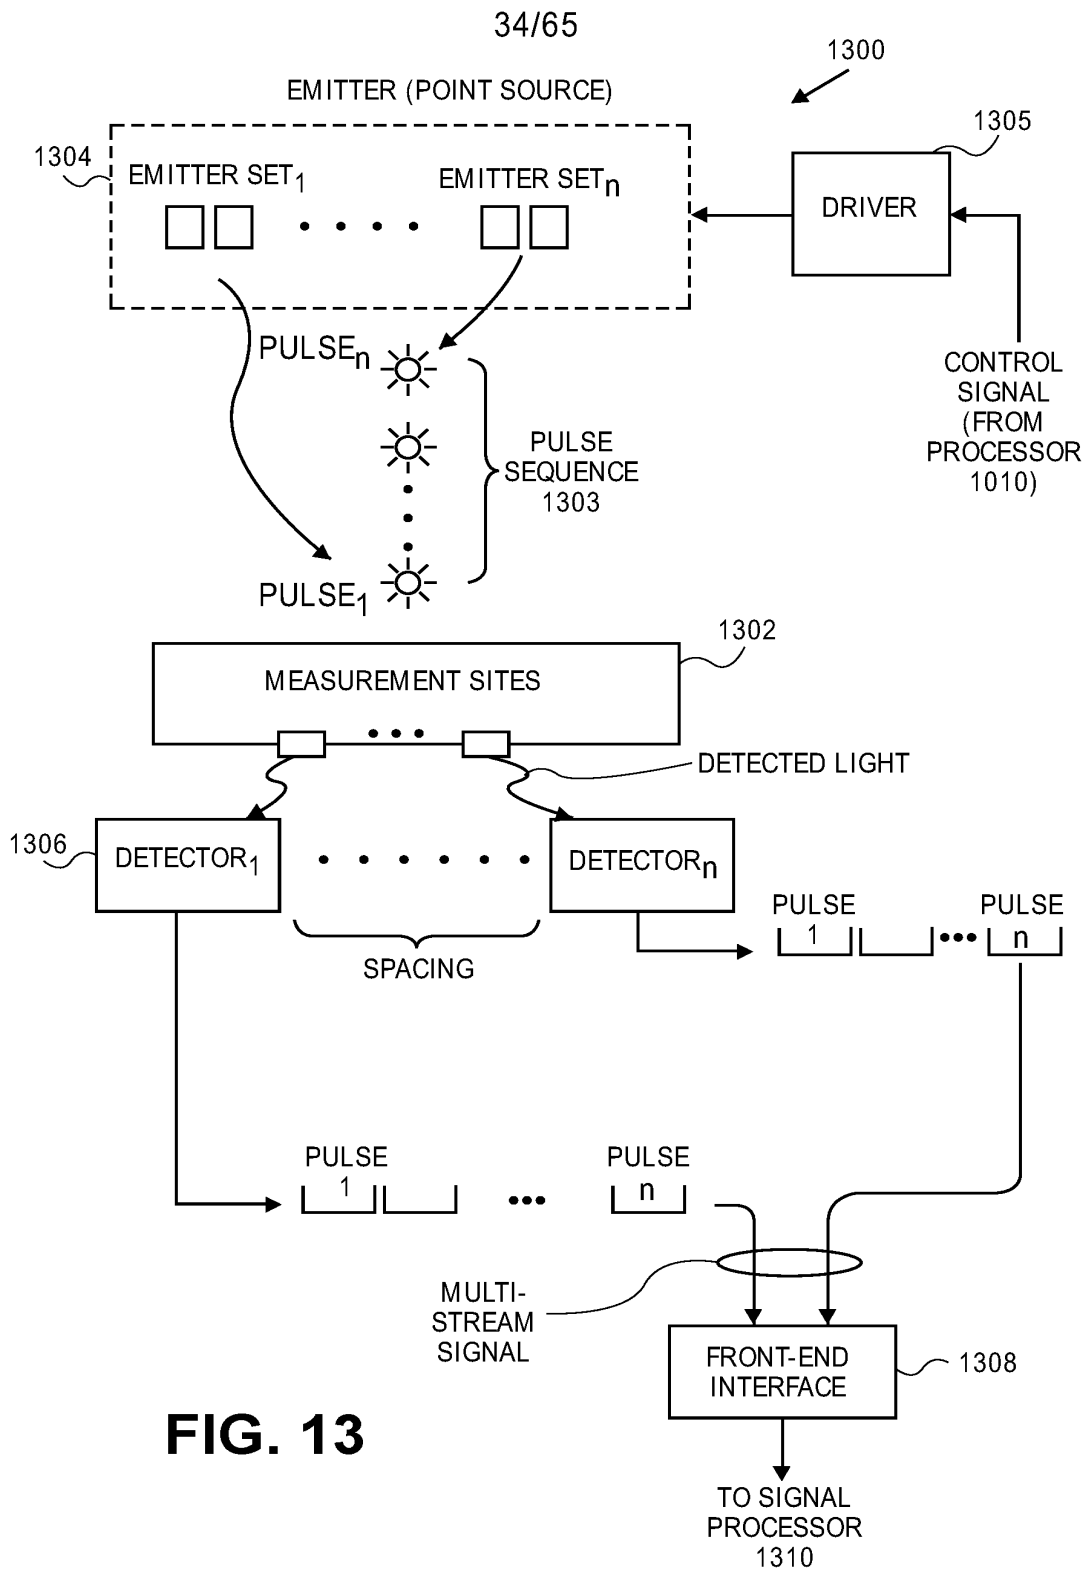 34/65
1300
EMITTER (POINT SOURCE)
1305
1304
EMITTER SET1
EMITTER SETn
DRIVER
PULSEn
CONTROL
SIGNAL
(FROM
PROCESSOR
1010)
PULSE
SEQUENCE
1303
PULSE1
1302
MEASUREMENT SITES
DETECTED LIGHT
1306
DETECTOR1
DETECTORn
PULSE
1
PULSE
n
SPACING
PULSE
1
PULSE
n
MULTI-
STREAM
SIGNAL
FRONT-END
INTERFACE
1308
FIG. 13
TO SIGNAL
PROCESSOR
1310